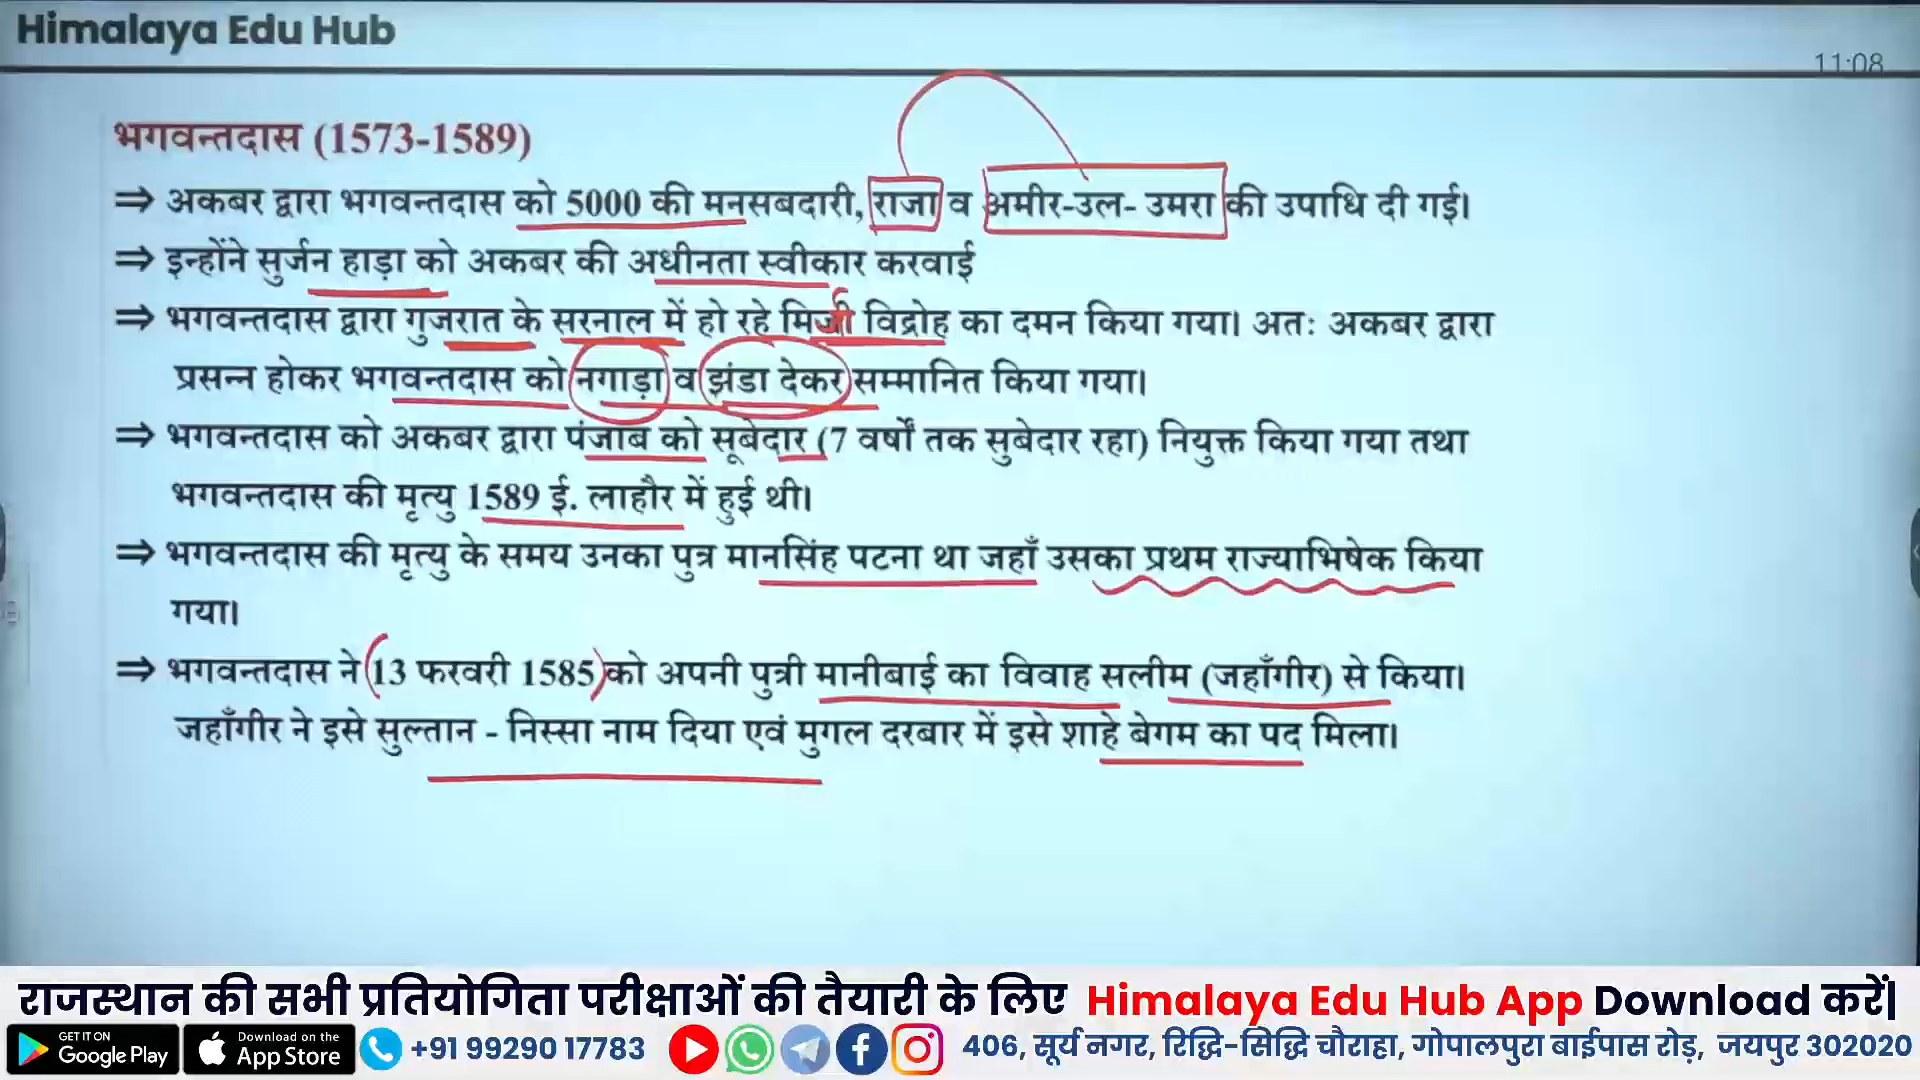 Himalaya Edu Hub
11:08
भगवन्तदास (1573-1589)
⇒ अकबर द्वारा भगवन्तदास को 5000 की मनसबदारी, राजा व अमीर-उल- उमरा की उपाधि दी गई।
⇒ इन्होंने सुर्जन हाड़ा को अकबर की अधीनता स्वीकार करवाई
⇒ भगवन्तदास द्वारा गुजरात के सरनाल में हो रहे मिर्जा विद्रोह का दमन किया गया। अतः अकबर द्वारा
प्रसन्न होकर भगवन्तदास को नगाड़ा व झंडा देकर सम्मानित किया गया।
⇒ भगवन्तदास को अकबर द्वारा पंजाब को सूबेदार (7 वर्षों तक सुबेदार रहा) नियुक्त किया गया तथा
भगवन्तदास की मृत्यु 1589 ई. लाहौर में हुई थी।
⇒ भगवन्तदास की मृत्यु के समय उनका पुत्र मानसिंह पटना था जहाँ उसका प्रथम राज्याभिषेक किया
गया।
⇒ भगवन्तदास ने (13 फरवरी 1585) को अपनी पुत्री मानीबाई का विवाह सलीम (जहाँगीर) से किया।
जहाँगीर ने इसे सुल्तान - निस्सा नाम दिया एवं मुगल दरबार में इसे शाहे बेगम का पद मिला।
राजस्थान की सभी प्रतियोगिता परीक्षाओं की तैयारी के लिए Himalaya Edu Hub App Download करें|
GET IT ON Google Play Download on the App Store +91 99290 17783 406, सूर्य नगर, रिद्धि-सिद्धि चौराहा, गोपालपुरा बाईपास रोड़, जयपुर 302020